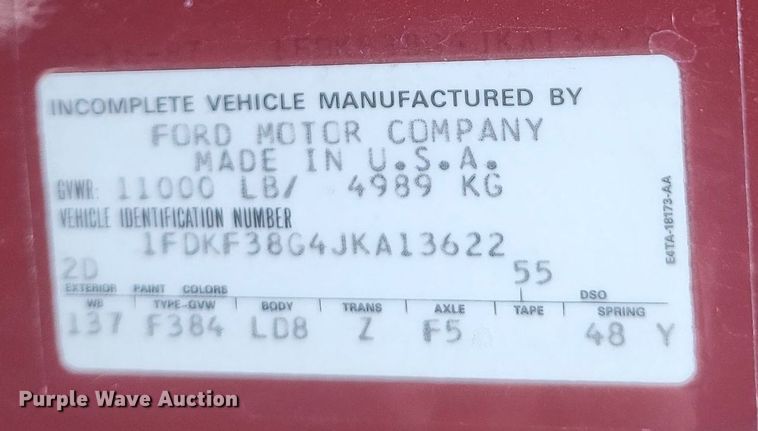 INCOMPLETE VEHICLE MANUFACTURED BY
FORD MOTOR COMPANY
MADE IN U.S.A.
GVWR: 11000 LB/ 4989 KG
VEHICLE IDENTIFICATION NUMBER
1FDKF38G4JKA13622
2D 55
EXTERIOR PAINT COLORS DSO
WB TYPE-GVW BODY TRANS AXLE TAPE SPRING
137 F384 LD8 Z F5 48 Y
E4TA-18173-AA
Purple Wave Auction